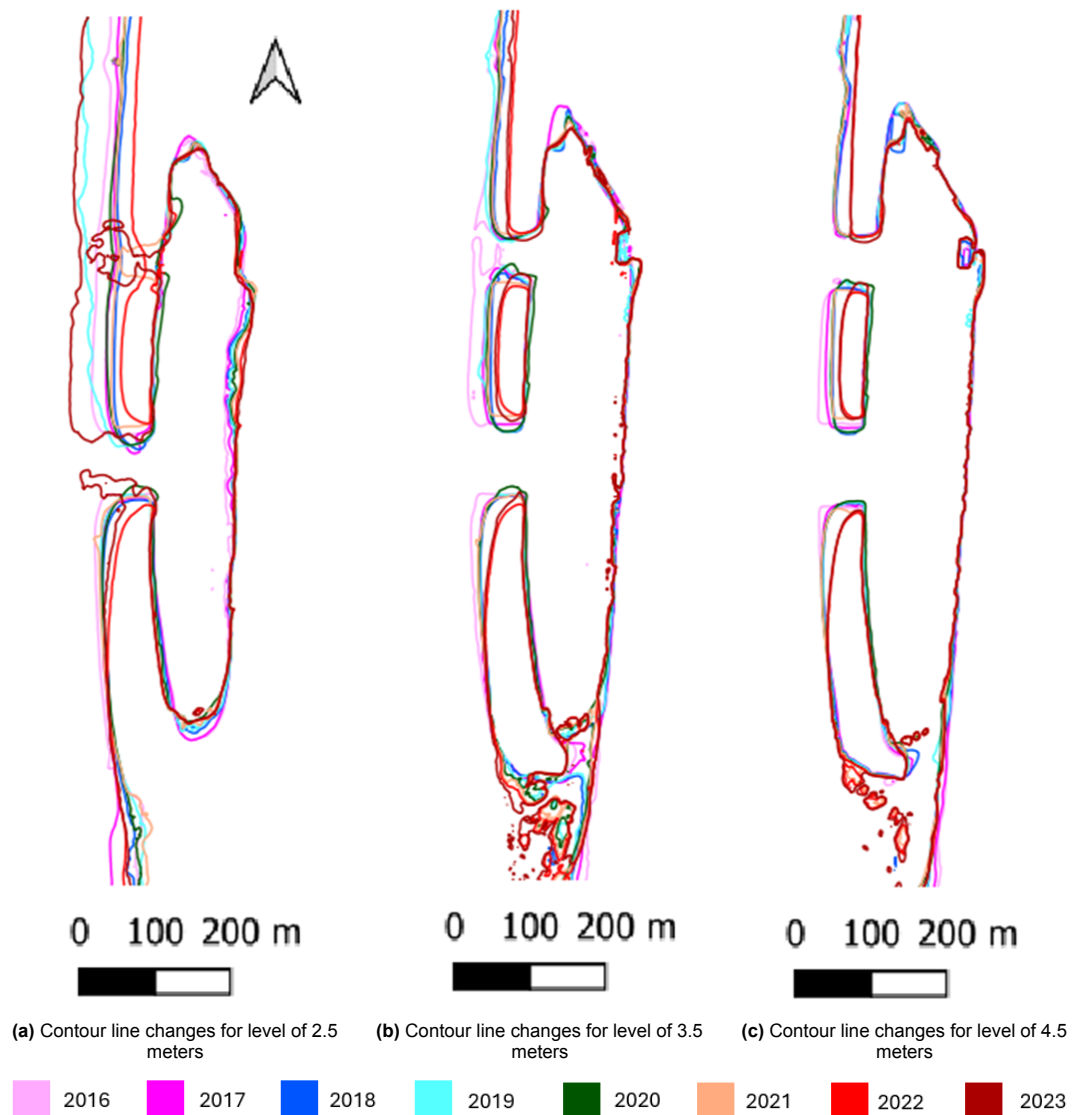 0 100 200 m
0 100 200 m
0 100 200 m
(a) Contour line changes for level of 2.5
meters
(b) Contour line changes for level of 3.5
meters
(c) Contour line changes for level of 4.5
meters
2016 2017 2018 2019 2020 2021 2022 2023